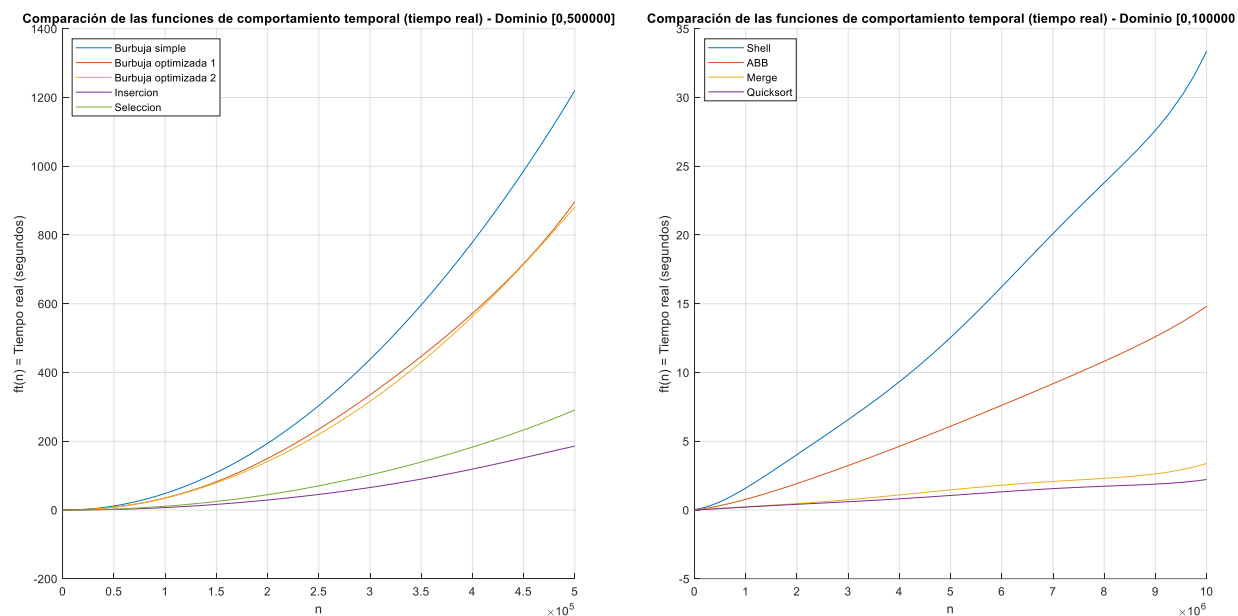 Comparación de las funciones de comportamiento temporal (tiempo real) - Dominio [0,500000]
1400
1200
1000
800
600
400
200
0
-200
ft(n) = Tiempo real (segundos)
Burbuja simple
Burbuja optimizada 1
Burbuja optimizada 2
Insercion
Seleccion
0 0.5 1 1.5 2 2.5 3 3.5 4 4.5 5
n
×10^5
Comparación de las funciones de comportamiento temporal (tiempo real) - Dominio [0,100000
35
30
25
20
15
10
5
0
-5
ft(n) = Tiempo real (segundos)
Shell
ABB
Merge
Quicksort
0 1 2 3 4 5 6 7 8 9 10
n
×10^6